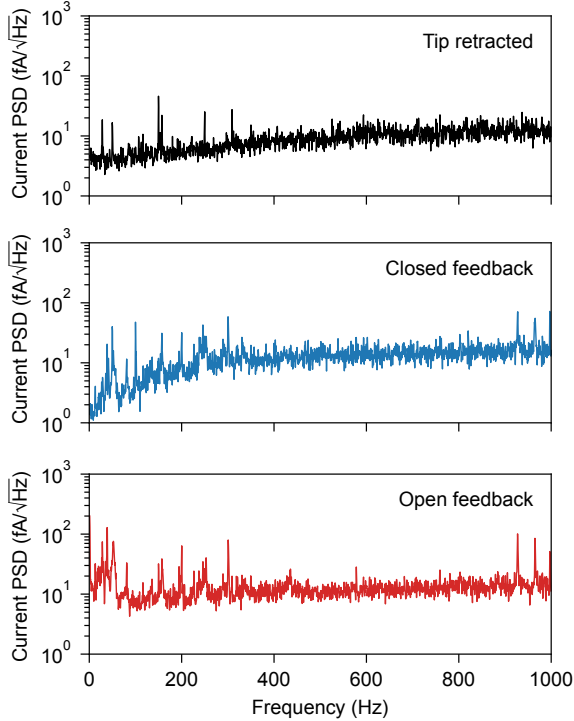 10³
10²
10¹
10⁰
Current PSD (fA/√Hz)
Tip retracted
10³
10²
10¹
10⁰
Current PSD (fA/√Hz)
Closed feedback
10³
10²
10¹
10⁰
Current PSD (fA/√Hz)
Open feedback
0 200 400 600 800 1000
Frequency (Hz)